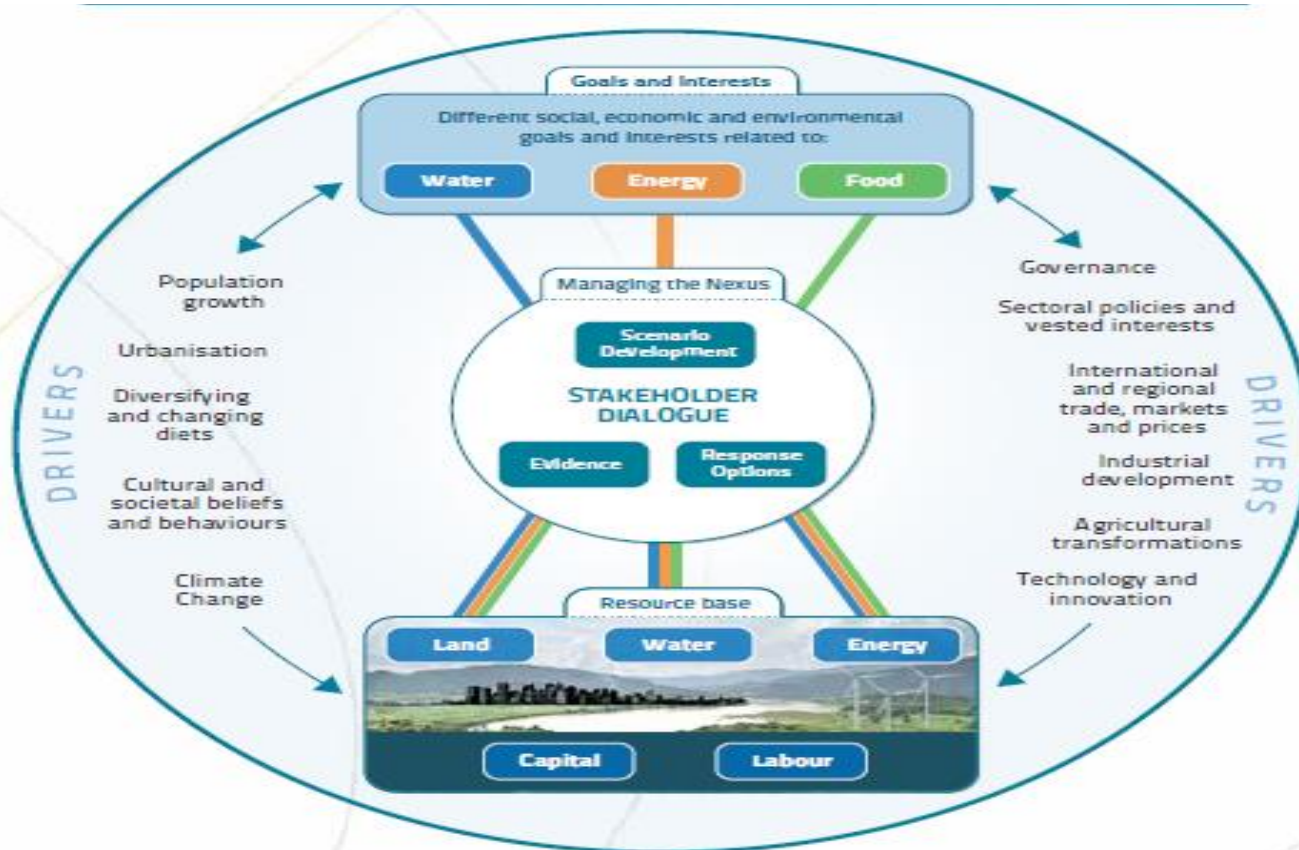 Goals and Interests
Different social, economic and environmental
goals and interests related to:
Water
Energy
Food
Population
growth
Urbanisation
Diversifying
and changing
diets
Cultural and
societal beliefs
and behaviours
Climate
Change
DRIVERS
Managing the Nexus
Scenario
Development
STAKEHOLDER
DIALOGUE
Evidence
Response
Options
Governance
Sectoral policies and
vested interests
International
and regional
trade, markets
and prices
Industrial
development
Agricultural
transformations
Technology and
innovation
DRIVERS
Resource base
Land
Water
Energy
Capital
Labour